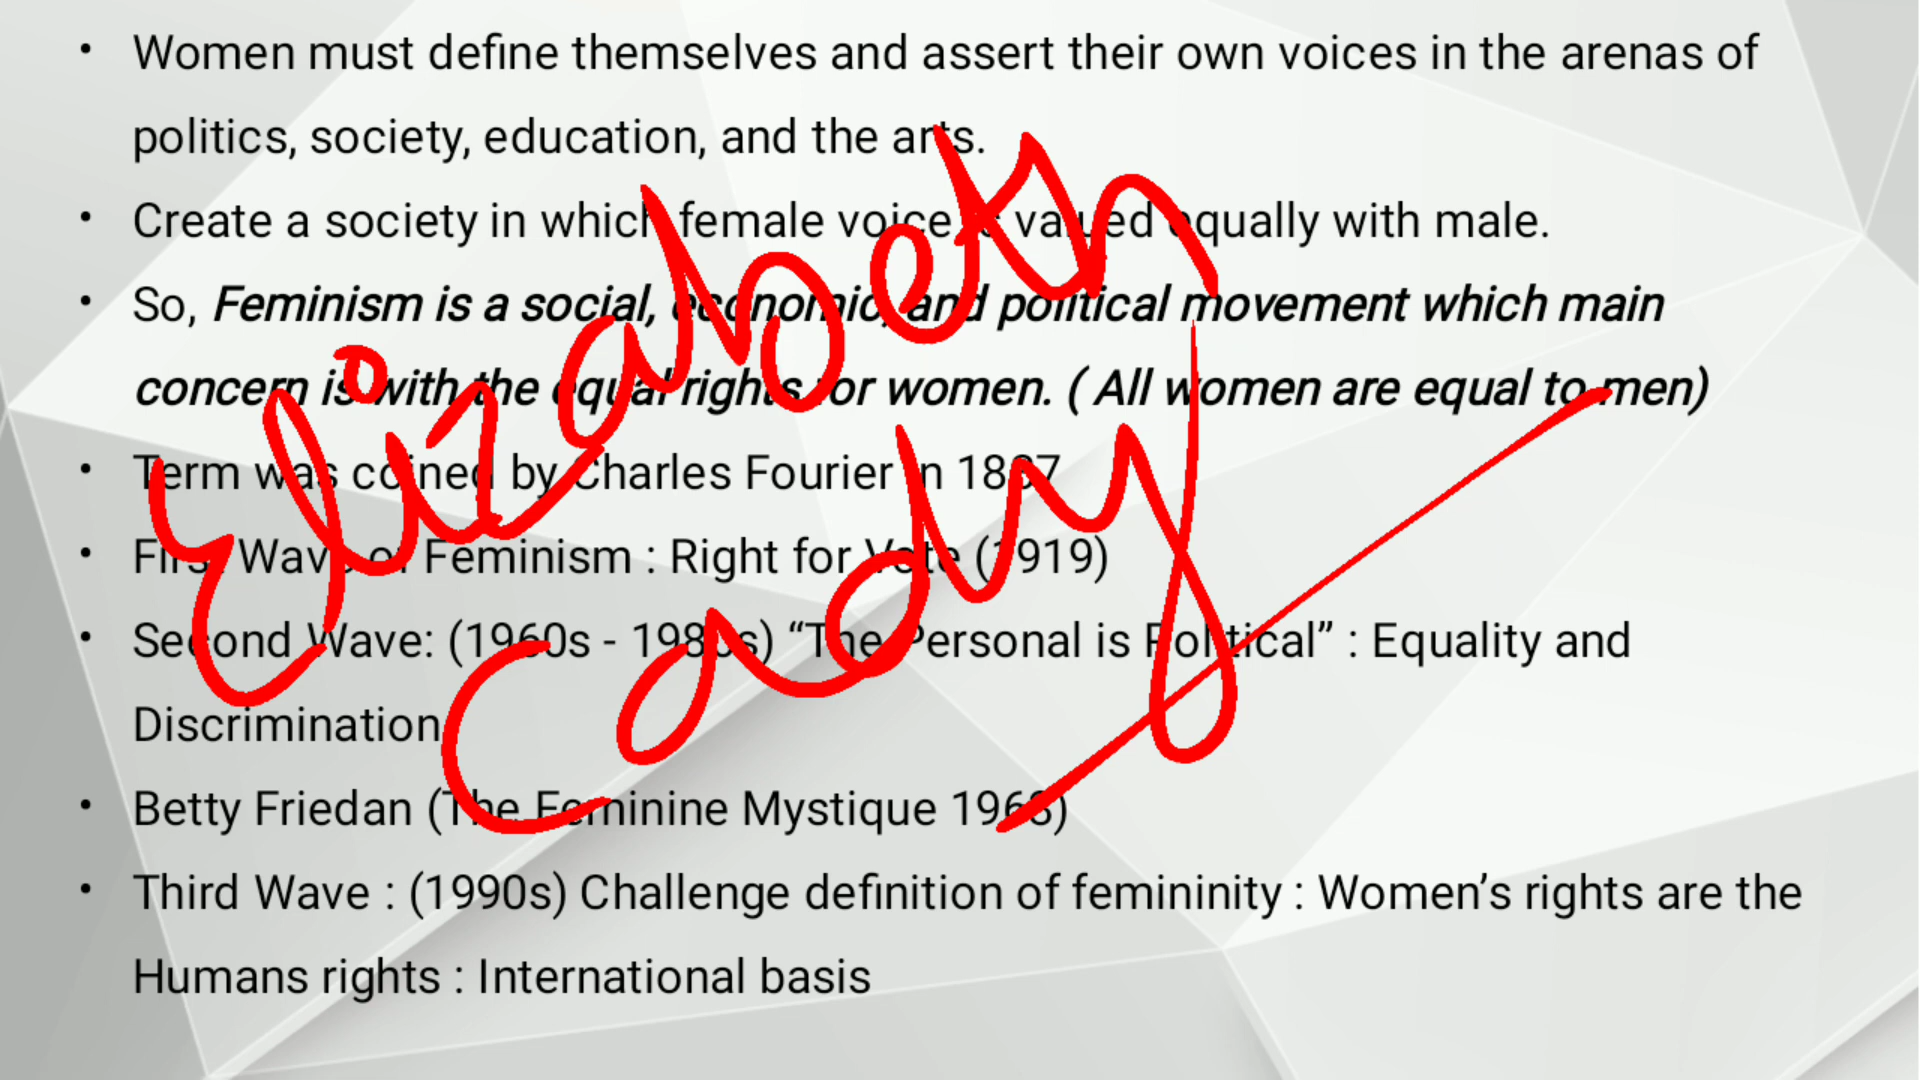 • Women must define themselves and assert their own voices in the arenas of
politics, society, education, and the arts.
• Create a society in which female voice is valued equally with male.
• So, Feminism is a social, economic, and political movement which main
concern is with the equal rights for women. ( All women are equal to men)
• Term was coined by Charles Fourier in 1837
• First Wave of Feminism : Right for Vote (1919)
• Second Wave: (1960s - 1980s) “The Personal is Political” : Equality and
Discrimination
• Betty Friedan (The Feminine Mystique 1963)
• Third Wave : (1990s) Challenge definition of femininity : Women’s rights are the
Humans rights : International basis
Elizabeth
Cady